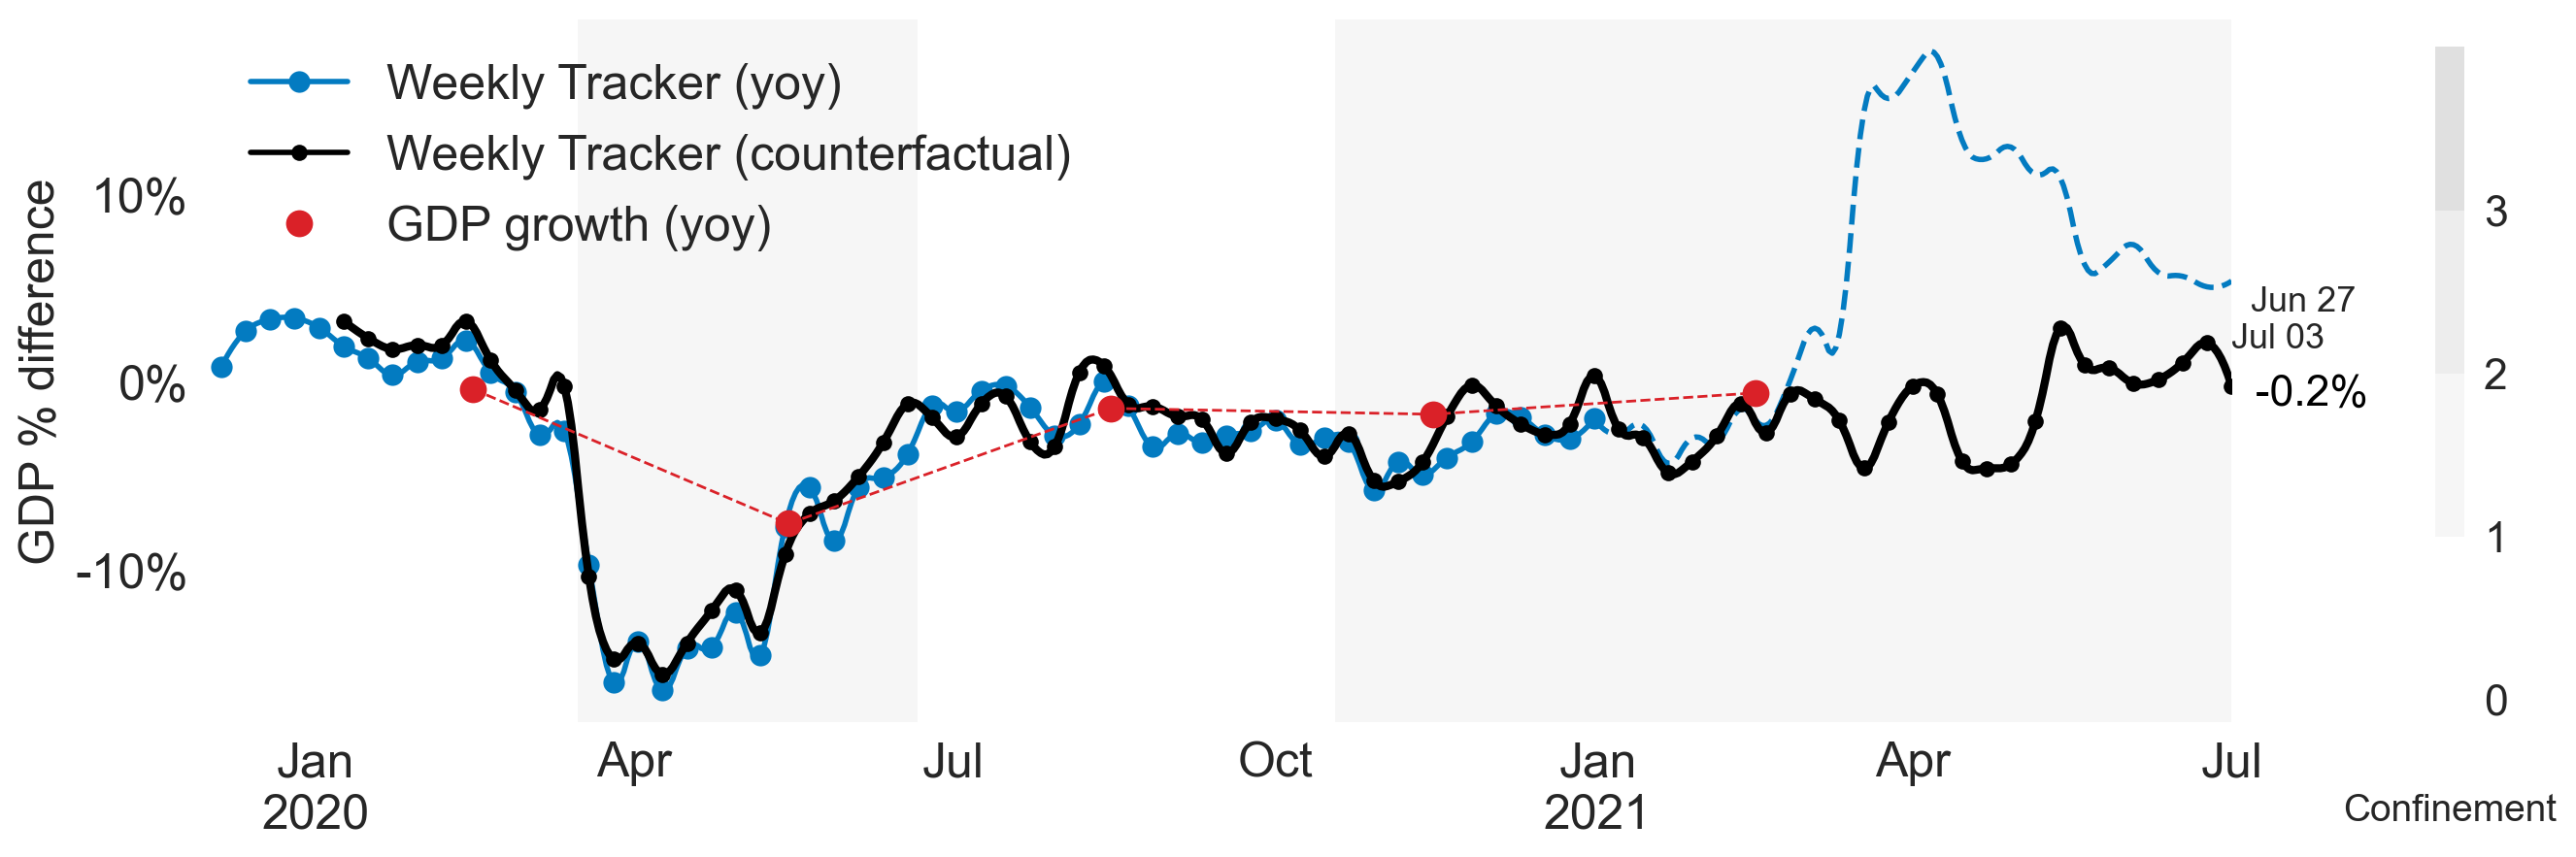 Weekly Tracker (yoy)
Weekly Tracker (counterfactual)
GDP growth (yoy)
GDP % difference
10%
0%
-10%
Jan
2020
Apr
Jul
Oct
Jan
2021
Apr
Jul
Jun 27
Jul 03
-0.2%
3
2
1
0
Confinement